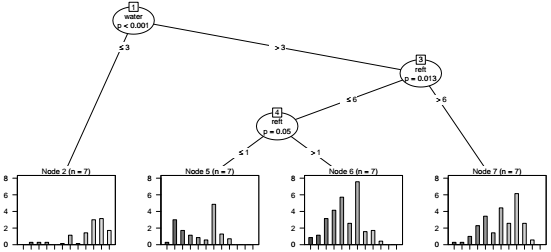 1
water
p < 0.001
≤ 3
> 3
3
reft
p = 0.013
≤ 6
> 6
4
reft
p = 0.05
≤ 1
> 1
Node 2 (n = 7)
8
6
4
2
0
Node 5 (n = 7)
8
6
4
2
0
Node 6 (n = 7)
8
6
4
2
0
Node 7 (n = 7)
8
6
4
2
0